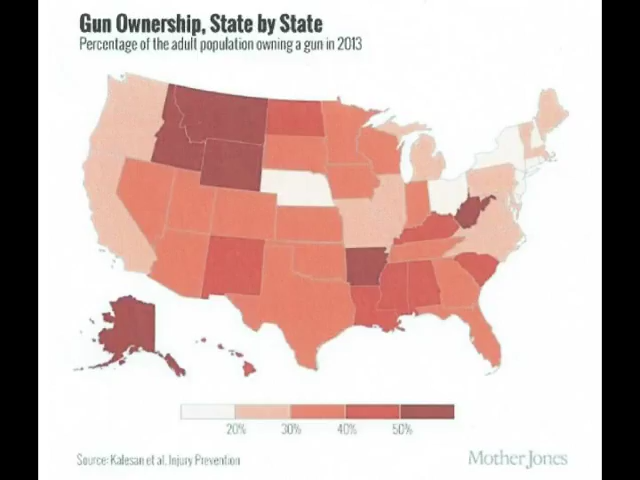 Gun Ownership, State by State
Percentage of the adult population owning a gun in 2013
20% 30% 40% 50%
Source: Kalesan et al. Injury Prevention
Mother Jones